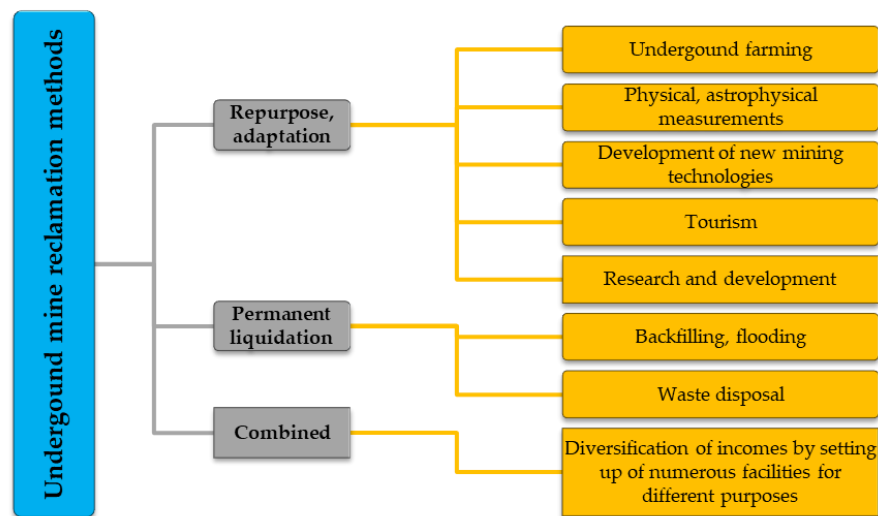 Undergound mine reclamation methods
Repurpose,
adaptation
Undergound farming
Physical, astrophysical
measurements
Development of new mining
technologies
Tourism
Research and development
Permanent
liquidation
Backfilling, flooding
Waste disposal
Combined
Diversification of incomes by setting
up of numerous facilities for
different purposes